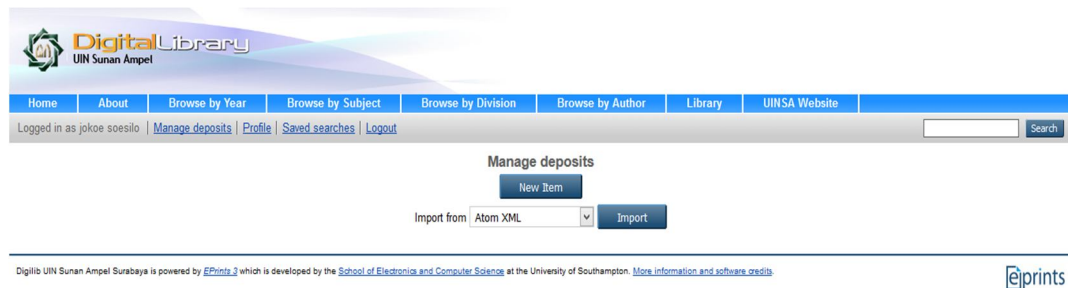 DigitalLibrary
UIN Sunan Ampel
Home About Browse by Year Browse by Subject Browse by Division Browse by Author Library UINSA Website
Logged in as jokoe soesilo | Manage deposits | Profile | Saved searches | Logout Search
Manage deposits
New Item
Import from Atom XML Import
Digilib UIN Sunan Ampel Surabaya is powered by EPrints 3 which is developed by the School of Electronics and Computer Science at the University of Southampton. More information and software credits.
eprints